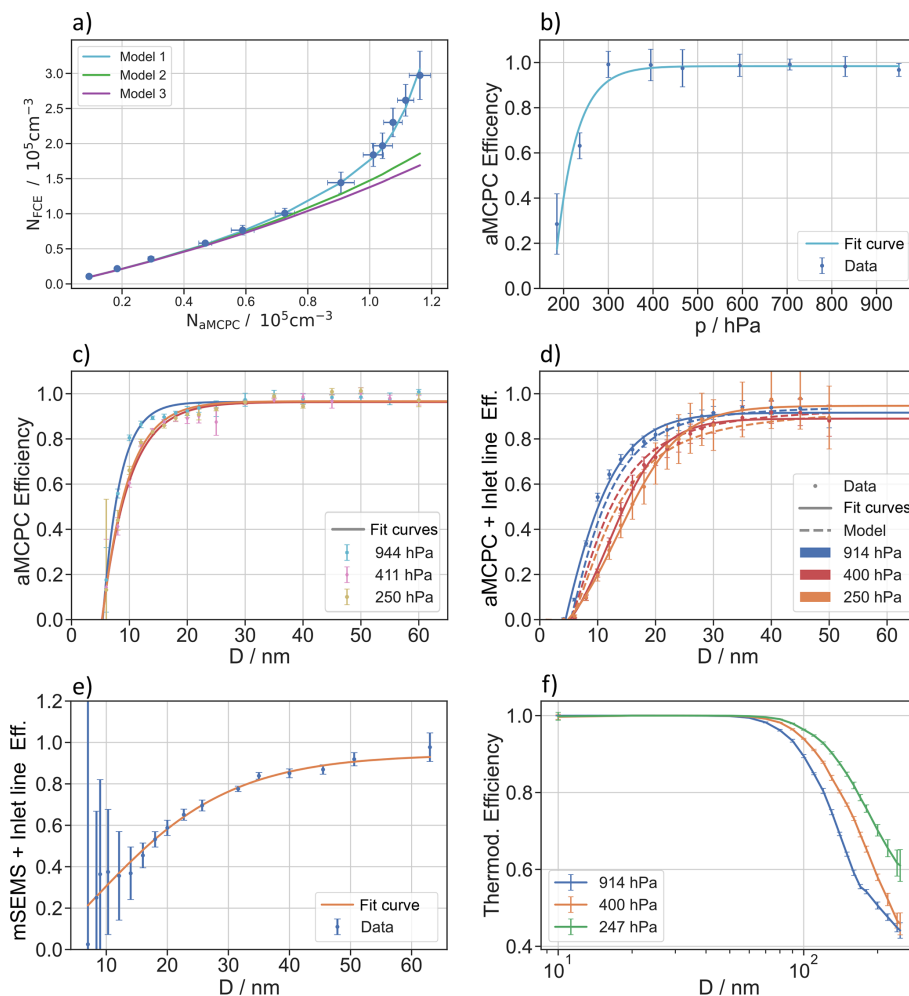 a)
Model 1
Model 2
Model 3
3.0
2.5
2.0
1.5
1.0
0.5
0.0
N_FCE / 10^5cm^−3
0.2 0.4 0.6 0.8 1.0 1.2
N_aMCPC / 10^5cm^−3
b)
1.0
0.8
0.6
0.4
0.2
0.0
aMCPC Efficency
Fit curve
Data
200 300 400 500 600 700 800 900
p / hPa
c)
1.0
0.8
0.6
0.4
0.2
0.0
aMCPC Efficiency
Fit curves
944 hPa
411 hPa
250 hPa
0 10 20 30 40 50 60
D / nm
d)
1.0
0.8
0.6
0.4
0.2
0.0
aMCPC + Inlet line Eff.
Data
Fit curves
Model
914 hPa
400 hPa
250 hPa
0 10 20 30 40 50 60
D / nm
e)
1.2
1.0
0.8
0.6
0.4
0.2
0.0
mSEMS + Inlet line Eff.
Fit curve
Data
10 20 30 40 50 60
D / nm
f)
1.0
0.8
0.6
0.4
Thermod. Efficiency
914 hPa
400 hPa
247 hPa
10^1 10^2
D / nm